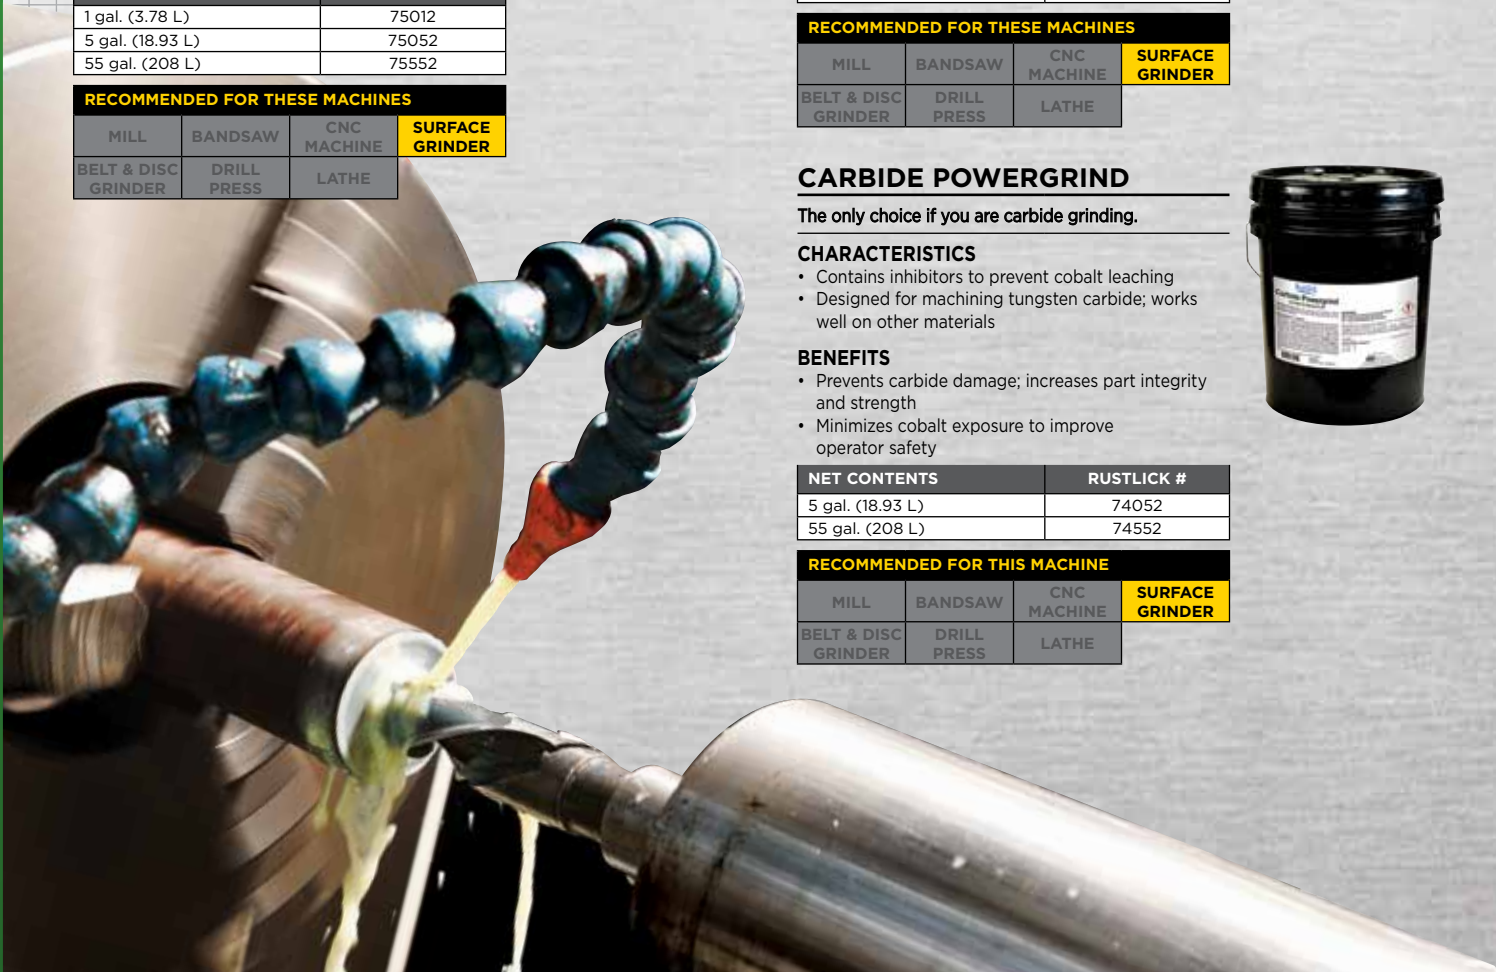 1 gal. (3.78 L) 75012
5 gal. (18.93 L) 75052
55 gal. (208 L) 75552
RECOMMENDED FOR THESE MACHINES
MILL BANDSAW CNC MACHINE SURFACE GRINDER
BELT & DISC GRINDER DRILL PRESS LATHE
RECOMMENDED FOR THESE MACHINES
MILL BANDSAW CNC MACHINE SURFACE GRINDER
BELT & DISC GRINDER DRILL PRESS LATHE
CARBIDE POWERGRIND
The only choice if you are carbide grinding.
CHARACTERISTICS
• Contains inhibitors to prevent cobalt leaching
• Designed for machining tungsten carbide; works
well on other materials
BENEFITS
• Prevents carbide damage; increases part integrity
and strength
• Minimizes cobalt exposure to improve
operator safety
NET CONTENTS RUSTLICK #
5 gal. (18.93 L) 74052
55 gal. (208 L) 74552
RECOMMENDED FOR THIS MACHINE
MILL BANDSAW CNC MACHINE SURFACE GRINDER
BELT & DISC GRINDER DRILL PRESS LATHE